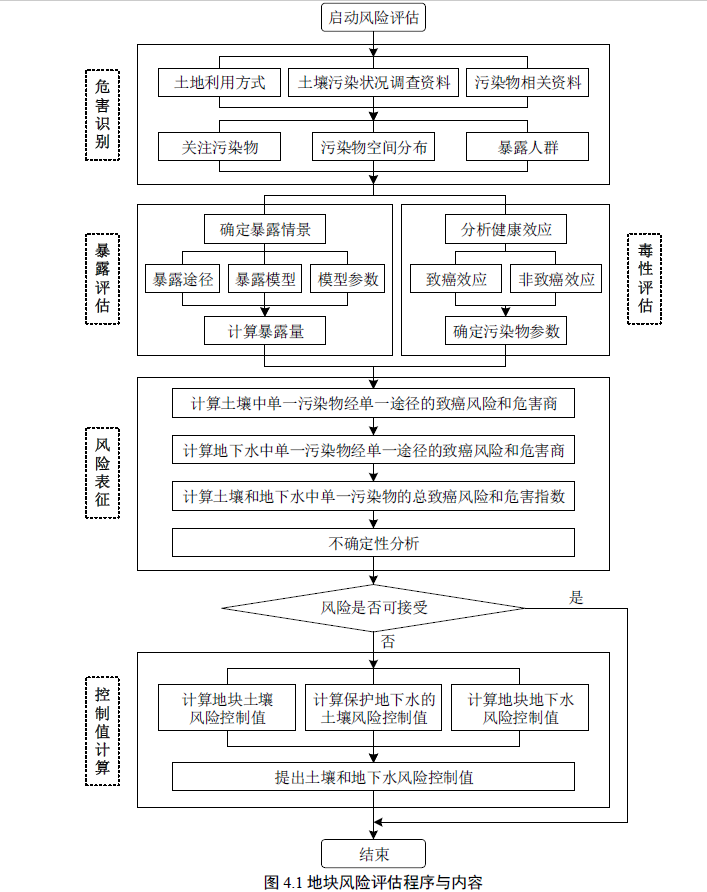 启动风险评估
危害识别
土地利用方式
土壤污染状况调查资料
污染物相关资料
关注污染物
污染物空间分布
暴露人群
暴露评估
确定暴露情景
暴露途径
暴露模型
模型参数
计算暴露量
分析健康效应
致癌效应
非致癌效应
确定污染物参数
毒性评估
风险表征
计算土壤中单一污染物经单一途径的致癌风险和危害商
计算地下水中单一污染物经单一途径的致癌风险和危害商
计算土壤和地下水中单一污染物的总致癌风险和危害指数
不确定性分析
风险是否可接受
是
否
控制值计算
计算地块土壤
风险控制值
计算保护地下水的
土壤风险控制值
计算地块地下水
风险控制值
提出土壤和地下水风险控制值
结束
图 4.1 地块风险评估程序与内容